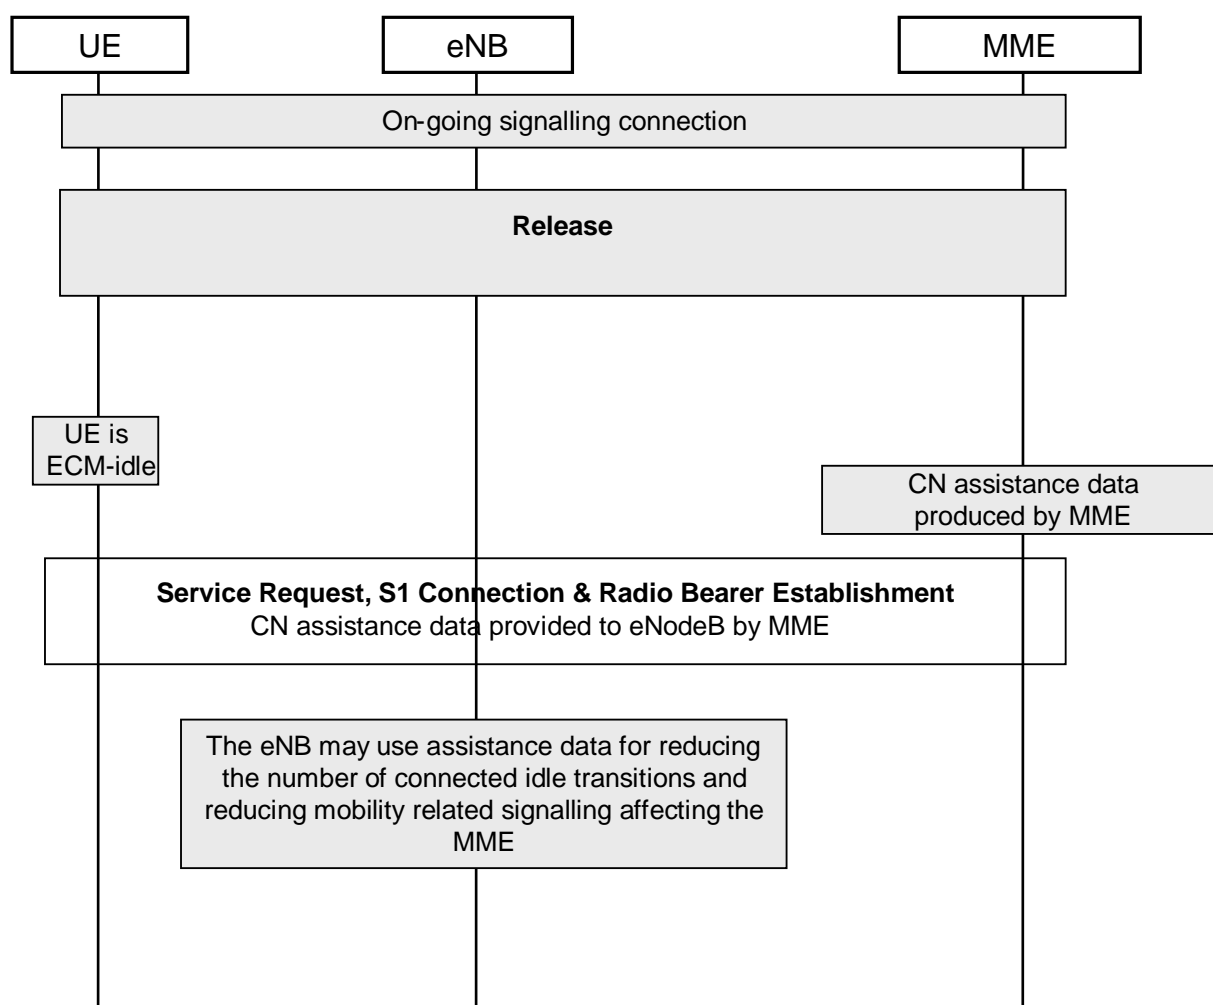 UE
eNB
MME
On-going signalling connection
Release
UE is
ECM-idle
CN assistance data
produced by MME
Service Request, S1 Connection & Radio Bearer Establishment
CN assistance data provided to eNodeB by MME
The eNB may use assistance data for reducing
the number of connected idle transitions and
reducing mobility related signalling affecting the
MME